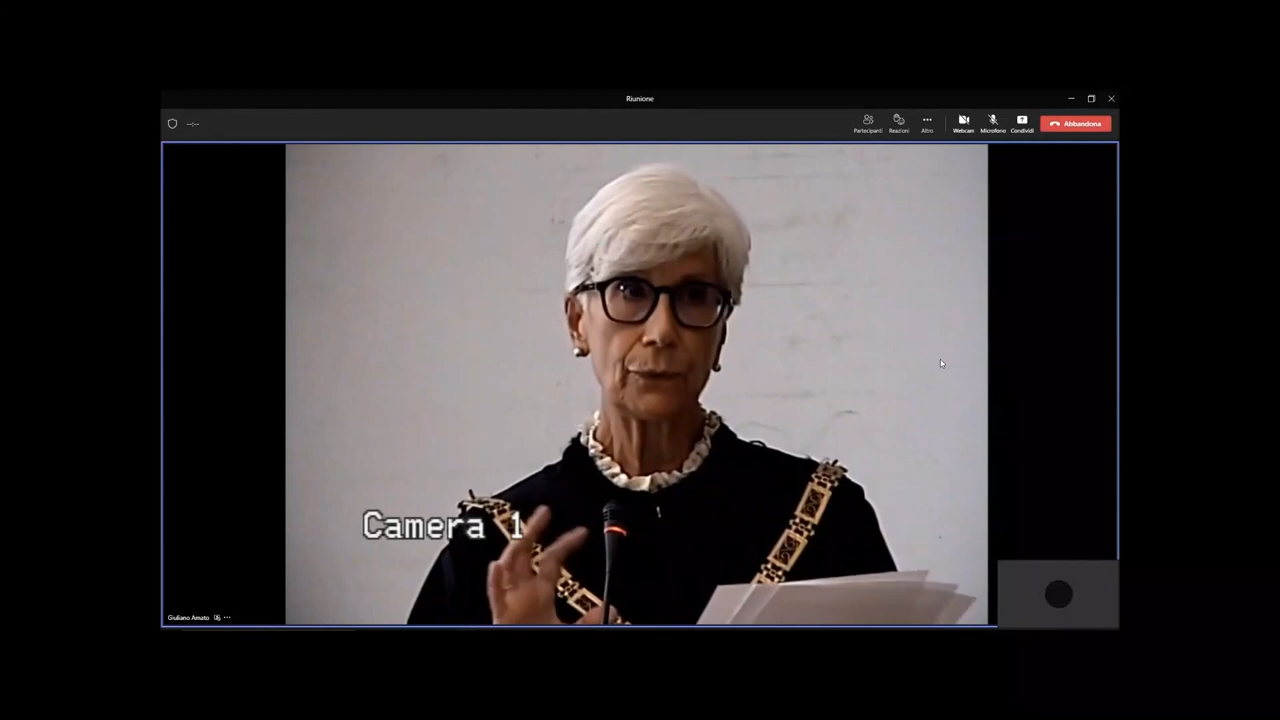 Riunione
Partecipanti
Reazioni
Altro
Webcam
Microfono
Condividi
Abbandona
Camera 1
Giuliano Amato